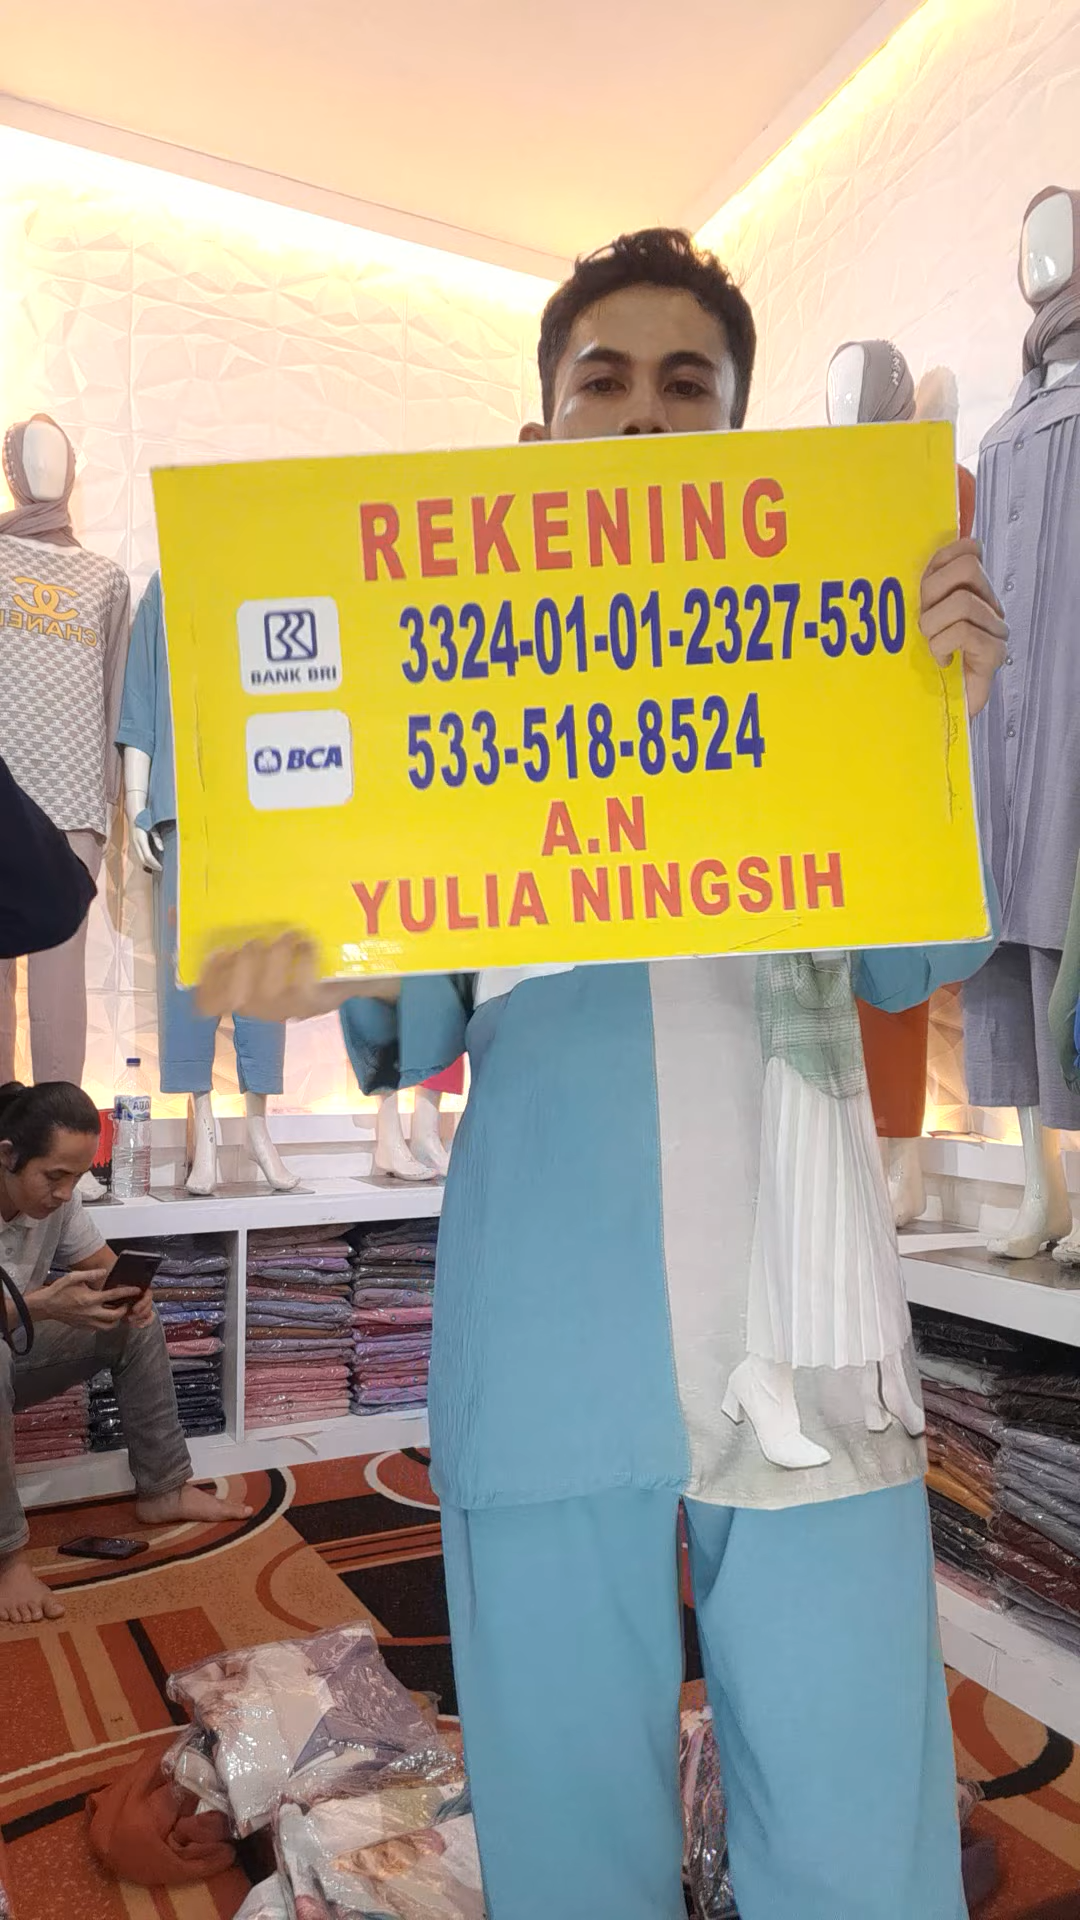 REKENING
BANK BRI 3324-01-01-2327-530
BCA 533-518-8524
A.N
YULIA NINGSIH
CHANEL